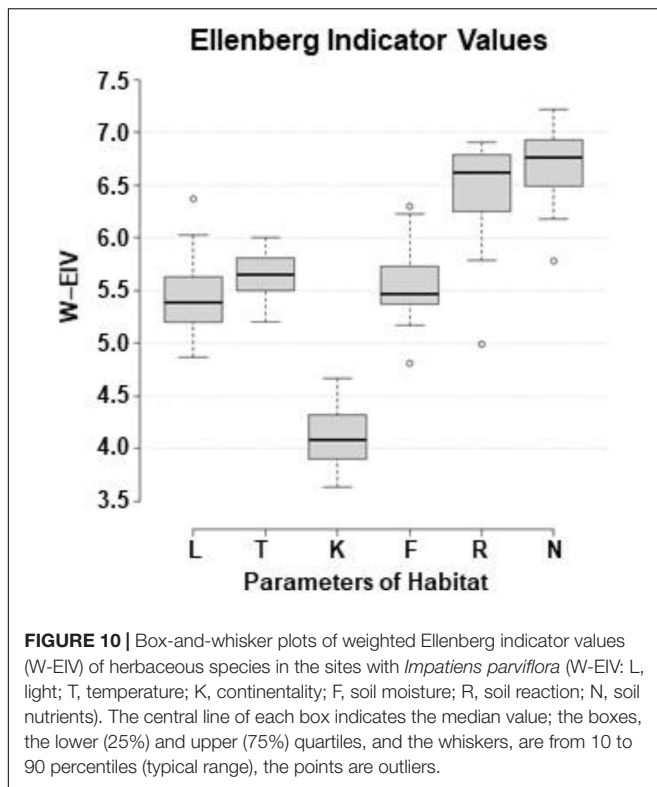 Ellenberg Indicator Values
7.5
7.0
6.5
6.0
5.5
5.0
4.5
4.0
3.5
W–EIV
L T K F R N
Parameters of Habitat
FIGURE 10 | Box-and-whisker plots of weighted Ellenberg indicator values
(W-EIV) of herbaceous species in the sites with Impatiens parviflora (W-EIV: L,
light; T, temperature; K, continentality; F, soil moisture; R, soil reaction; N, soil
nutrients). The central line of each box indicates the median value; the boxes,
the lower (25%) and upper (75%) quartiles, and the whiskers, are from 10 to
90 percentiles (typical range), the points are outliers.